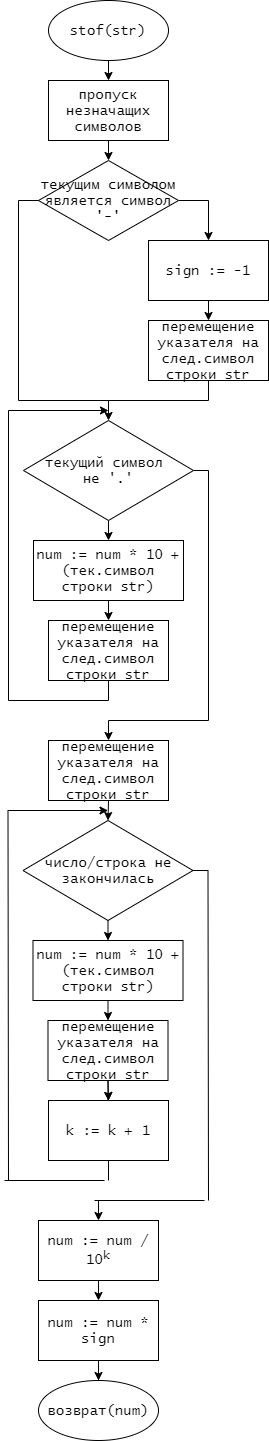 stof(str)
пропуск
незначащих
символов
текущим символом
является символ
'-'
sign := -1
перемещение
указателя на
след.символ
строки str
текущий символ
не '.'
num := num * 10 +
(тек.символ
строки str)
перемещение
указателя на
след.символ
строки str
перемещение
указателя на
след.символ
строки str
число/строка не
закончилась
num := num * 10 +
(тек.символ
строки str)
перемещение
указателя на
след.символ
строки str
k := k + 1
num := num /
10^k
num := num *
sign
возврат(num)